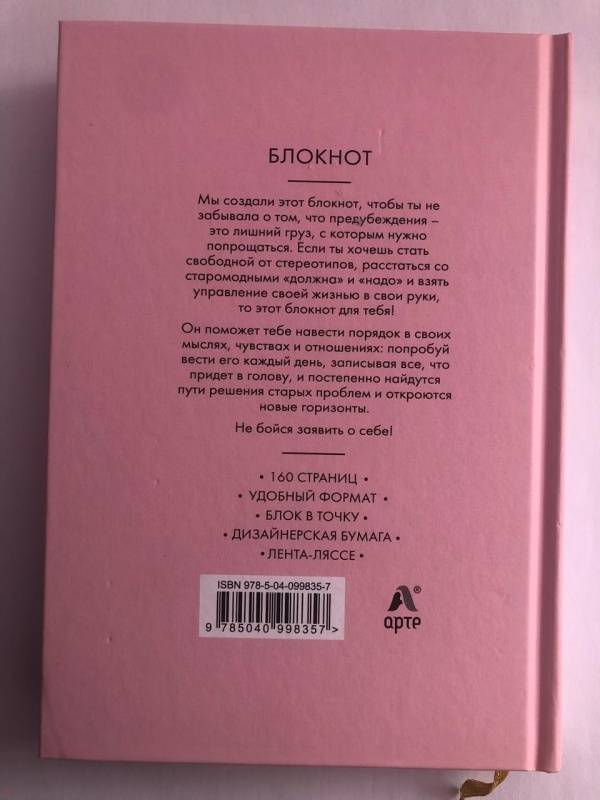 БЛОКНОТ
Мы создали этот блокнот, чтобы ты не
забывала о том, что предубеждения –
это лишний груз, с которым нужно
попрощаться. Если ты хочешь стать
свободной от стереотипов, расстаться со
старомодными «должна» и «надо» и взять
управление своей жизнью в свои руки,
то этот блокнот для тебя!
Он поможет тебе навести порядок в своих
мыслях, чувствах и отношениях: попробуй
вести его каждый день, записывая все, что
придет в голову, и постепенно найдутся
пути решения старых проблем и откроются
новые горизонты.
Не бойся заявить о себе!
• 160 СТРАНИЦ •
• УДОБНЫЙ ФОРМАТ •
• БЛОК В ТОЧКУ •
• ДИЗАЙНЕРСКАЯ БУМАГА •
• ЛЕНТА-ЛЯССЕ •
ISBN 978-5-04-099835-7
9 785040 998357 >
®
арте